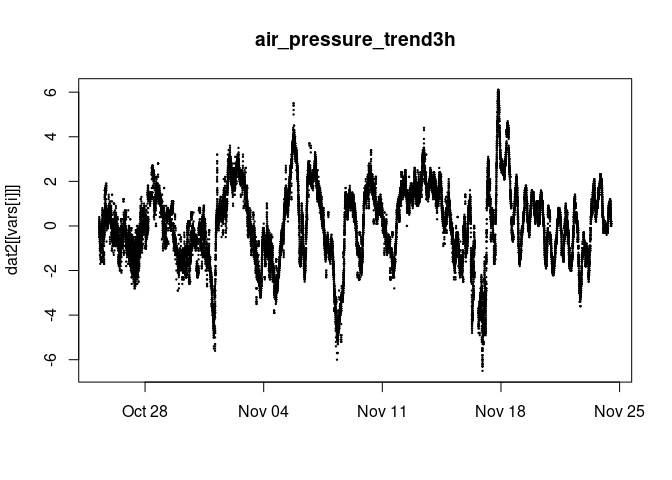 air_pressure_trend3h
dat2[[vars[i]]]
6
4
2
0
-2
-4
-6
Oct 28
Nov 04
Nov 11
Nov 18
Nov 25